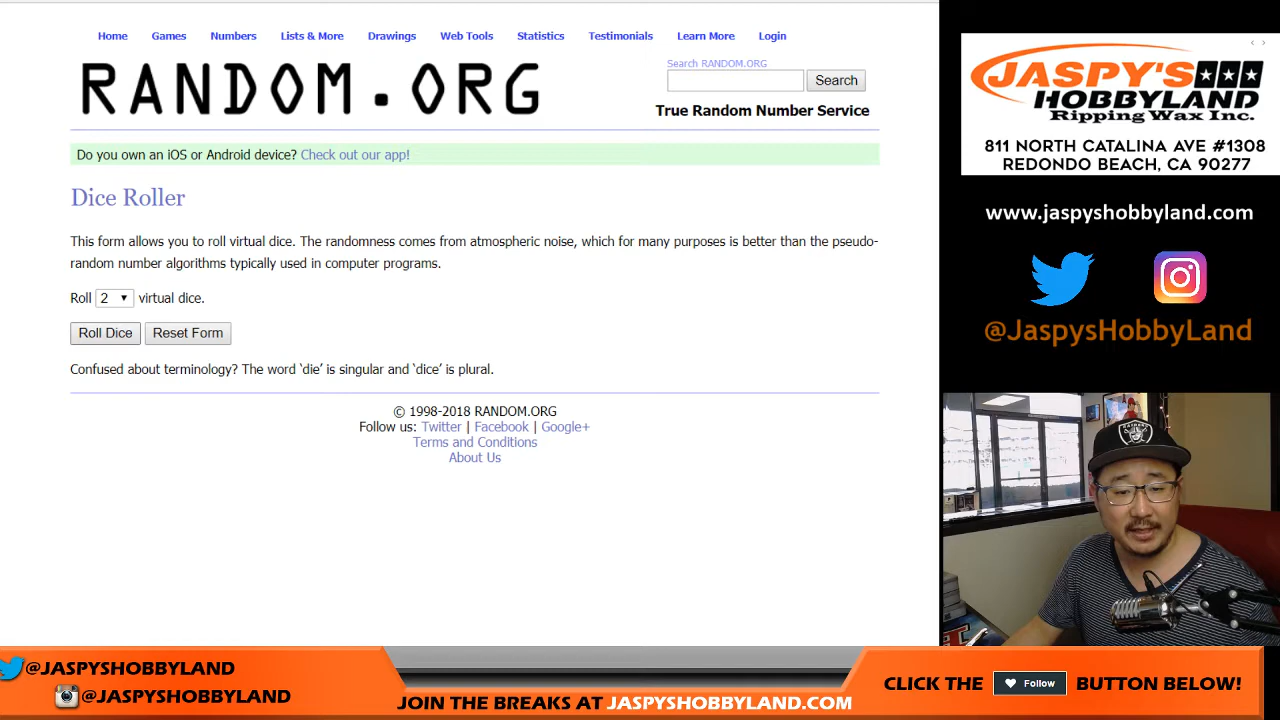 Home Games Numbers Lists & More Drawings Web Tools Statistics Testimonials Learn More Login
RANDOM.ORG
Search RANDOM.ORG
Search
True Random Number Service
Do you own an iOS or Android device? Check out our app!
Dice Roller
This form allows you to roll virtual dice. The randomness comes from atmospheric noise, which for many purposes is better than the pseudo-
random number algorithms typically used in computer programs.
Roll 2 virtual dice.
Roll Dice Reset Form
Confused about terminology? The word ‘die’ is singular and ‘dice’ is plural.
© 1998-2018 RANDOM.ORG
Follow us: Twitter | Facebook | Google+
Terms and Conditions
About Us
JASPY'S
HOBBYLAND
Ripping Wax Inc.
811 NORTH CATALINA AVE #1308
REDONDO BEACH, CA 90277
www.jaspyshobbyland.com
@JaspysHobbyLand
RAIDERS
@JASPYSHOBBYLAND
@JASPYSHOBBYLAND
JOIN THE BREAKS AT JASPYSHOBBYLAND.COM
CLICK THE Follow BUTTON BELOW!